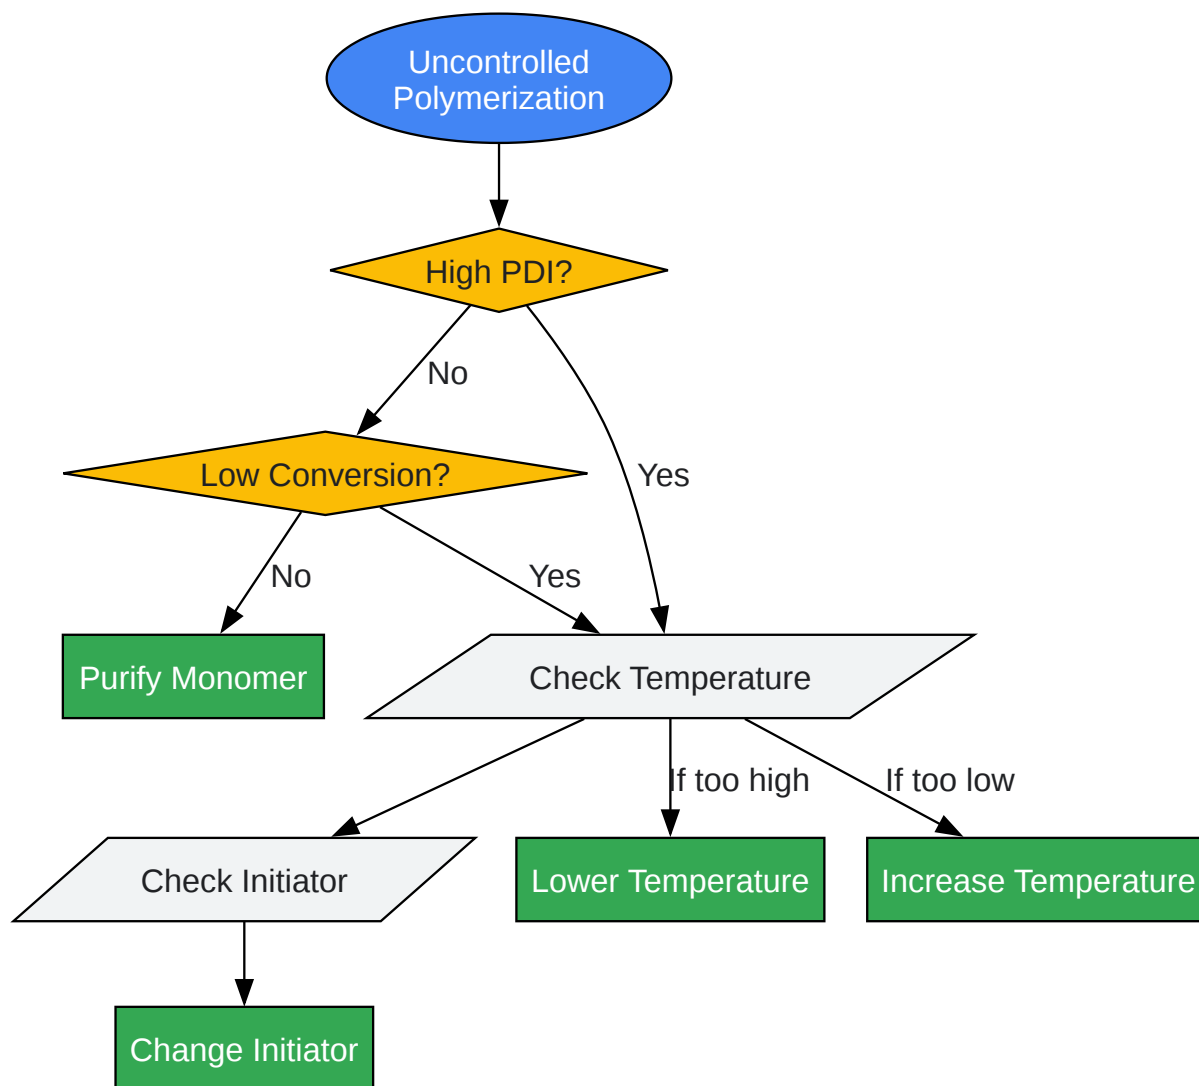 Uncontrolled
Polymerization
High PDI?
No
Low Conversion?
Yes
No
Yes
Purify Monomer
Check Temperature
If too high
If too low
Check Initiator
Lower Temperature
Increase Temperature
Change Initiator